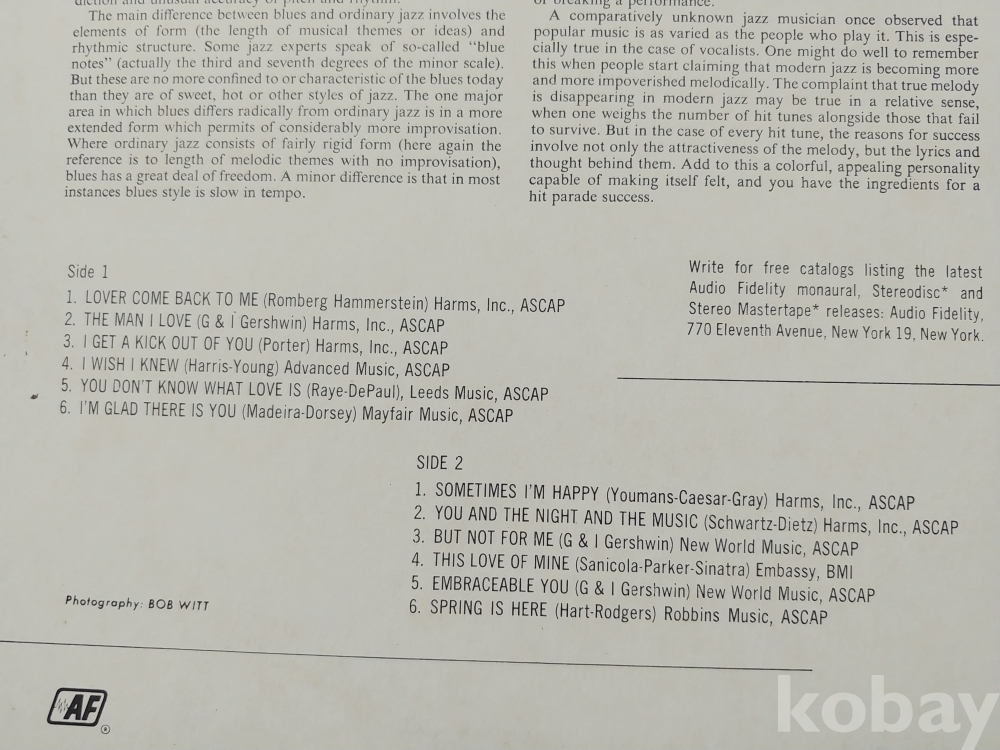 diction and unusual accuracy of pitch and rhythm.
The main difference between blues and ordinary jazz involves the
elements of form (the length of musical themes or ideas) and
rhythmic structure. Some jazz experts speak of so-called "blue
notes" (actually the third and seventh degrees of the minor scale).
But these are no more confined to or characteristic of the blues today
than they are of sweet, hot or other styles of jazz. The one major
area in which blues differs radically from ordinary jazz is in a more
extended form which permits of considerably more improvisation.
Where ordinary jazz consists of fairly rigid form (here again the
reference is to length of melodic themes with no improvisation),
blues has a great deal of freedom. A minor difference is that in most
instances blues style is slow in tempo.
or breaking a performance.
A comparatively unknown jazz musician once observed that
popular music is as varied as the people who play it. This is espe-
cially true in the case of vocalists. One might do well to remember
this when people start claiming that modern jazz is becoming more
and more impoverished melodically. The complaint that true melody
is disappearing in modern jazz may be true in a relative sense,
when one weighs the number of hit tunes alongside those that fail
to survive. But in the case of every hit tune, the reasons for success
involve not only the attractiveness of the melody, but the lyrics and
thought behind them. Add to this a colorful, appealing personality
capable of making itself felt, and you have the ingredients for a
hit parade success.
Side 1
1. LOVER COME BACK TO ME (Romberg Hammerstein) Harms, Inc., ASCAP
2. THE MAN I LOVE (G & I Gershwin) Harms, Inc., ASCAP
3. I GET A KICK OUT OF YOU (Porter) Harms, Inc., ASCAP
4. I WISH I KNEW (Harris-Young) Advanced Music, ASCAP
5. YOU DON'T KNOW WHAT LOVE IS (Raye-DePaul), Leeds Music, ASCAP
6. I'M GLAD THERE IS YOU (Madeira-Dorsey) Mayfair Music, ASCAP
Write for free catalogs listing the latest
Audio Fidelity monaural, Stereodisc* and
Stereo Mastertape* releases: Audio Fidelity,
770 Eleventh Avenue, New York 19, New York.
SIDE 2
1. SOMETIMES I'M HAPPY (Youmans-Caesar-Gray) Harms, Inc., ASCAP
2. YOU AND THE NIGHT AND THE MUSIC (Schwartz-Dietz) Harms, Inc., ASCAP
3. BUT NOT FOR ME (G & I Gershwin) New World Music, ASCAP
4. THIS LOVE OF MINE (Sanicola-Parker-Sinatra) Embassy, BMI
5. EMBRACEABLE YOU (G & I Gershwin) New World Music, ASCAP
6. SPRING IS HERE (Hart-Rodgers) Robbins Music, ASCAP
Photography: BOB WITT
AF ®
kobay